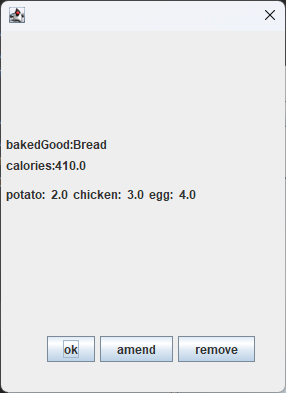 bakedGood:Bread
calories:410.0
potato: 2.0 chicken: 3.0 egg: 4.0
ok amend remove